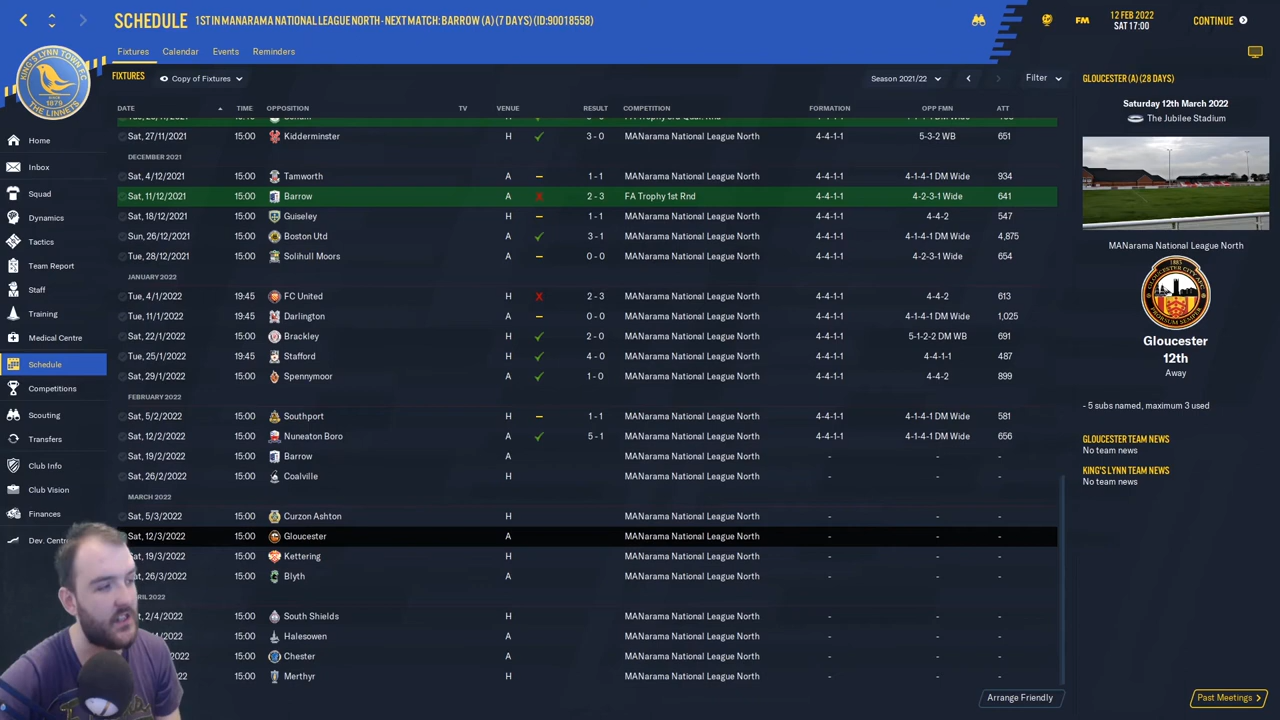 SCHEDULE 1ST IN MANARAMA NATIONAL LEAGUE NORTH - NEXT MATCH: BARROW (A) (7 DAYS) (ID:90018558)
FM 12 FEB 2022 SAT 17:00 CONTINUE
Fixtures Calendar Events Reminders
KING'S LYNN TOWN F.C. 1879 THE LINNETS
FIXTURES Copy of Fixtures Season 2021/22 Filter
DATE TIME OPPOSITION TV VENUE RESULT COMPETITION FORMATION OPP FMN ATT
Sat, 27/11/2021 15:00 Kidderminster H 3 - 0 MANarama National League North 4-4-1-1 5-3-2 WB 651
DECEMBER 2021
Sat, 4/12/2021 15:00 Tamworth A 1 - 1 MANarama National League North 4-4-1-1 4-1-4-1 DM Wide 934
Sat, 11/12/2021 15:00 Barrow A x 2 - 3 FA Trophy 1st Rnd 4-4-1-1 4-2-3-1 Wide 641
Sat, 18/12/2021 15:00 Guiseley H 1 - 1 MANarama National League North 4-4-1-1 4-4-2 547
Sun, 26/12/2021 15:00 Boston Utd A 3 - 1 MANarama National League North 4-4-1-1 4-1-4-1 DM Wide 4,875
Tue, 28/12/2021 15:00 Solihull Moors A 0 - 0 MANarama National League North 4-4-1-1 4-2-3-1 Wide 654
JANUARY 2022
Tue, 4/1/2022 19:45 FC United H X 2 - 3 MANarama National League North 4-4-1-1 4-4-2 613
Tue, 11/1/2022 19:45 Darlington A 0 - 0 MANarama National League North 4-4-1-1 4-1-4-1 DM Wide 1,025
Sat, 22/1/2022 15:00 Brackley H 2 - 0 MANarama National League North 4-4-1-1 5-1-2-2 DM WB 691
Tue, 25/1/2022 19:45 Stafford H 4 - 0 MANarama National League North 4-4-1-1 4-4-1-1 487
Sat, 29/1/2022 15:00 Spennymoor A 1 - 0 MANarama National League North 4-4-1-1 4-4-2 899
FEBRUARY 2022
Sat, 5/2/2022 15:00 Southport H 1 - 1 MANarama National League North 4-4-1-1 4-1-4-1 DM Wide 581
Sat, 12/2/2022 15:00 Nuneaton Boro A 5 - 1 MANarama National League North 4-4-1-1 4-1-4-1 DM Wide 656
Sat, 19/2/2022 15:00 Barrow A MANarama National League North - - -
Sat, 26/2/2022 15:00 Coalville H MANarama National League North - - -
MARCH 2022
Sat, 5/3/2022 15:00 Curzon Ashton H MANarama National League North - - -
Sat, 12/3/2022 15:00 Gloucester A MANarama National League North - - -
Sat, 19/3/2022 15:00 Kettering H MANarama National League North - - -
at, 26/3/2022 15:00 Blyth A MANarama National League North - - -
RIL 2022
t, 2/4/2022 15:00 South Shields H MANarama National League North - - -
/2022 15:00 Halesowen A MANarama National League North - - -
2022 15:00 Chester A MANarama National League North - - -
2022 15:00 Merthyr H MANarama National League North - - -
Arrange Friendly
Home
Inbox
Squad
Dynamics
Tactics
Team Report
Staff
Training
Medical Centre
Schedule
Competitions
Scouting
Transfers
Club Info
Club Vision
Finances
Dev. Centre
GLOUCESTER (A) (28 DAYS)
Saturday 12th March 2022
The Jubilee Stadium
MANarama National League North
1883
GLOUCESTER CITY AFC
Gloucester
12th
Away
- 5 subs named, maximum 3 used
GLOUCESTER TEAM NEWS
No team news
KING'S LYNN TEAM NEWS
No team news
Past Meetings >